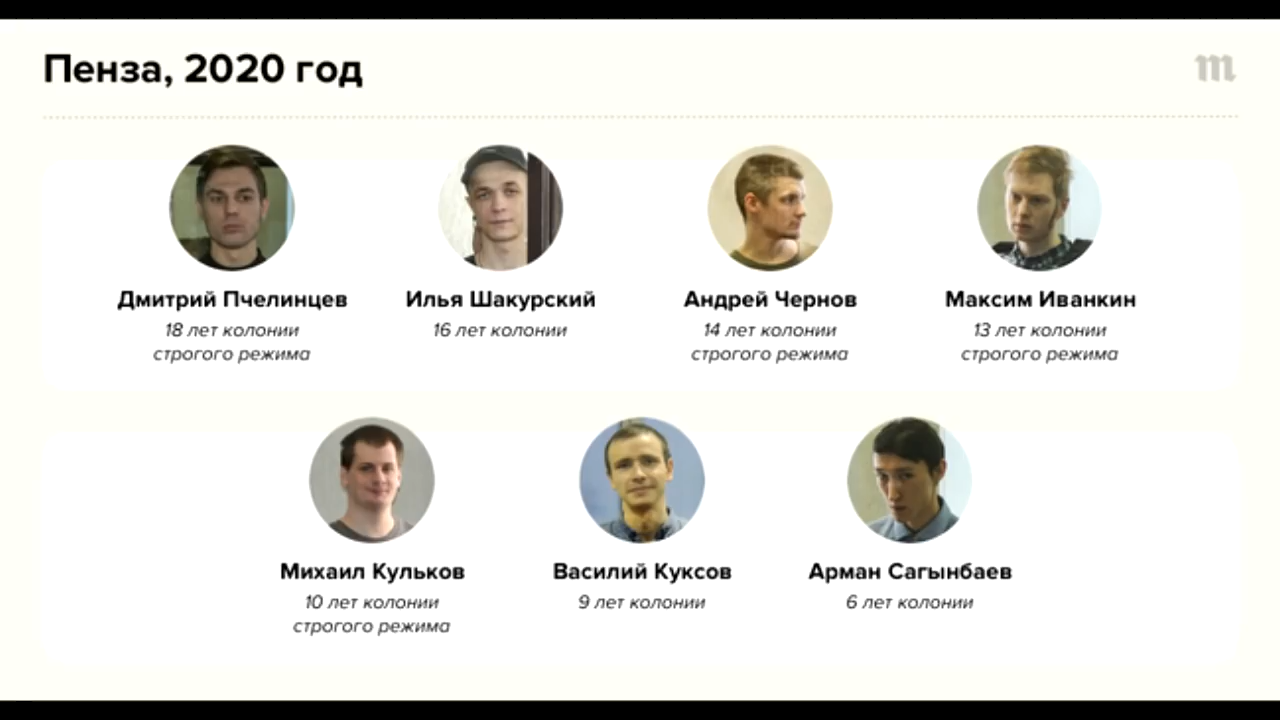 Пенза, 2020 год
m
Дмитрий Пчелинцев
18 лет колонии
строгого режима
Илья Шакурский
16 лет колонии
Андрей Чернов
14 лет колонии
строгого режима
Максим Иванкин
13 лет колонии
строгого режима
Михаил Кульков
10 лет колонии
строгого режима
Василий Куксов
9 лет колонии
Арман Сагынбаев
6 лет колонии